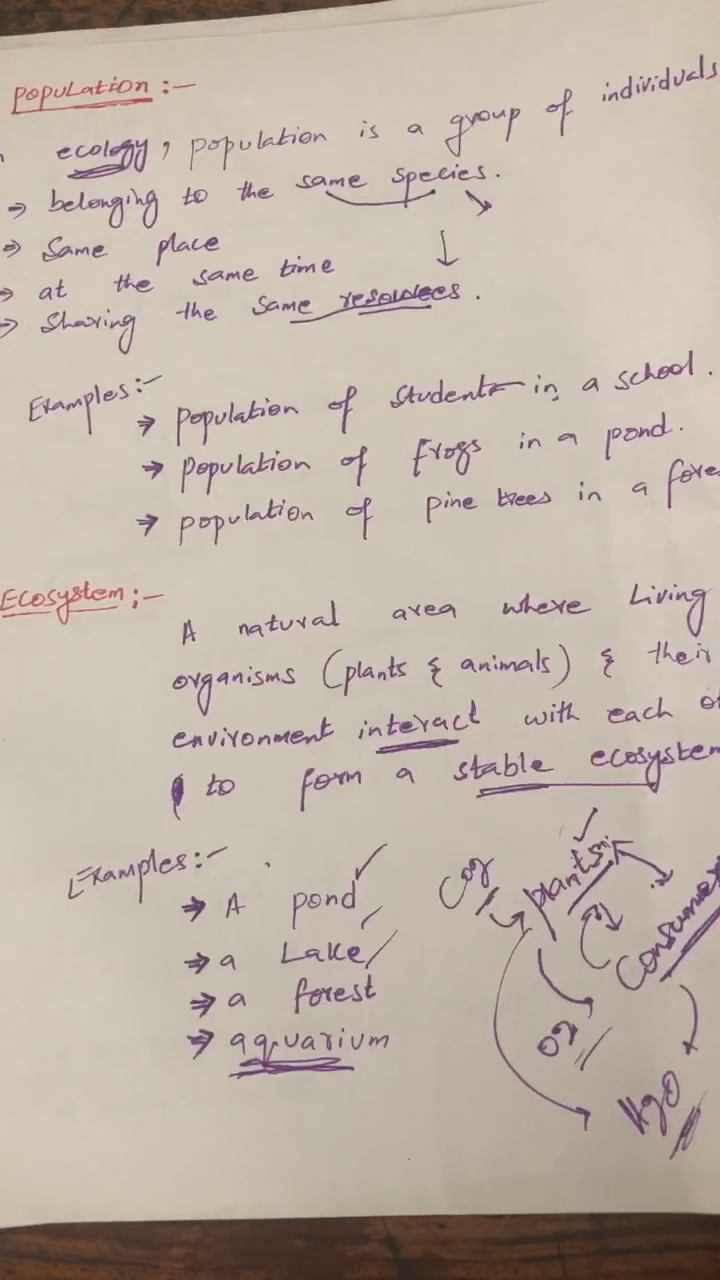 Population :-
ecology, population is a group of individuals
→ belonging to the same species.
→ Same place
→ at the same time
→ Sharing the same resources.
Examples:-
→ population of students in a school.
→ population of frogs in a pond.
→ population of pine trees in a fore
Ecosystem :-
A natural area where Living
organisms (plants & animals) & their
environment interact with each ot
to form a stable ecosystem
Examples:-
→ A pond
→ a Lake
→ a forest
→ aquarium
CO2
plants
Consumer
O2
H2O